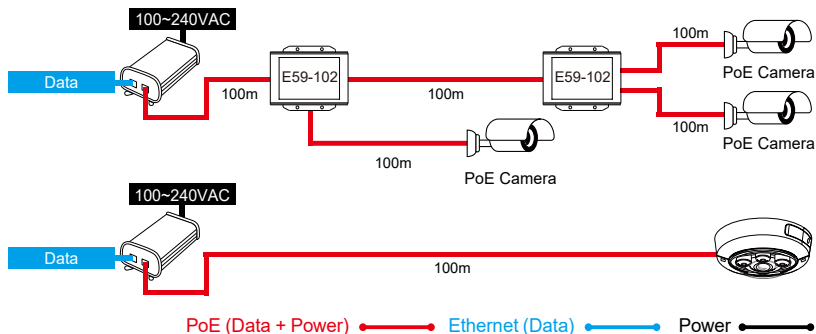 100~240VAC
Data
100m
E59-102
100m
E59-102
100m
PoE Camera
100m
PoE Camera
100m
PoE Camera
100~240VAC
Data
100m
PoE (Data + Power)
Ethernet (Data)
Power